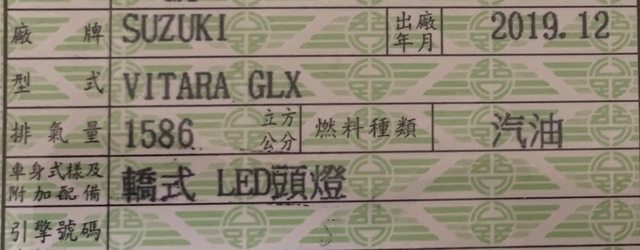 廠牌 SUZUKI 出廠年月 2019.12
型式 VITARA GLX
排氣量 1586 立方公分 燃料種類 汽油
車身式樣及附加配備 轎式 LED頭燈
引擎號碼